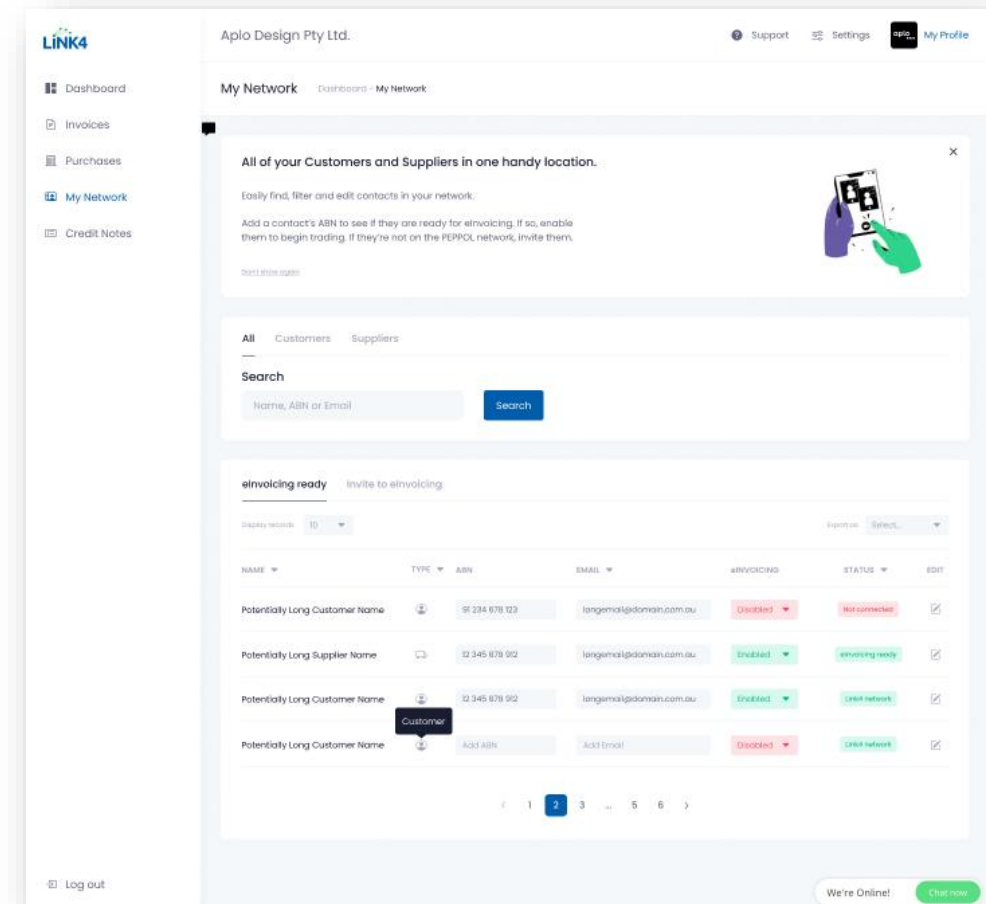 LiNK4
Aplo Design Pty Ltd.
Support
Settings
aplo
My Profile
Dashboard
Invoices
Purchases
My Network
Credit Notes
My Network
Dashboard - My Network
All of your Customers and Suppliers in one handy location.
Easily find, filter and edit contacts in your network.
Add a contact's ABN to see if they are ready for eInvoicing. If so, enable
them to begin trading. If they're not on the PEPPOL network, invite them.
Don't show again
All Customers Suppliers
Search
Name, ABN or Email
Search
eInvoicing ready Invite to eInvoicing
Display records 10
Export as Select...
NAME TYPE ABN EMAIL eINVOICING STATUS EDIT
Potentially Long Customer Name 91 234 678 123 longemail@domain.com.au Disabled Not connected
Potentially Long Supplier Name 12 345 678 912 longemail@domain.com.au Enabled eInvoicing ready
Potentially Long Customer Name 12 345 678 912 longemail@domain.com.au Enabled Link4 network
Customer
Potentially Long Customer Name Add ABN Add Email Disabled Link4 network
1 2 3 ... 5 6
Log out
We're Online!
Chat now